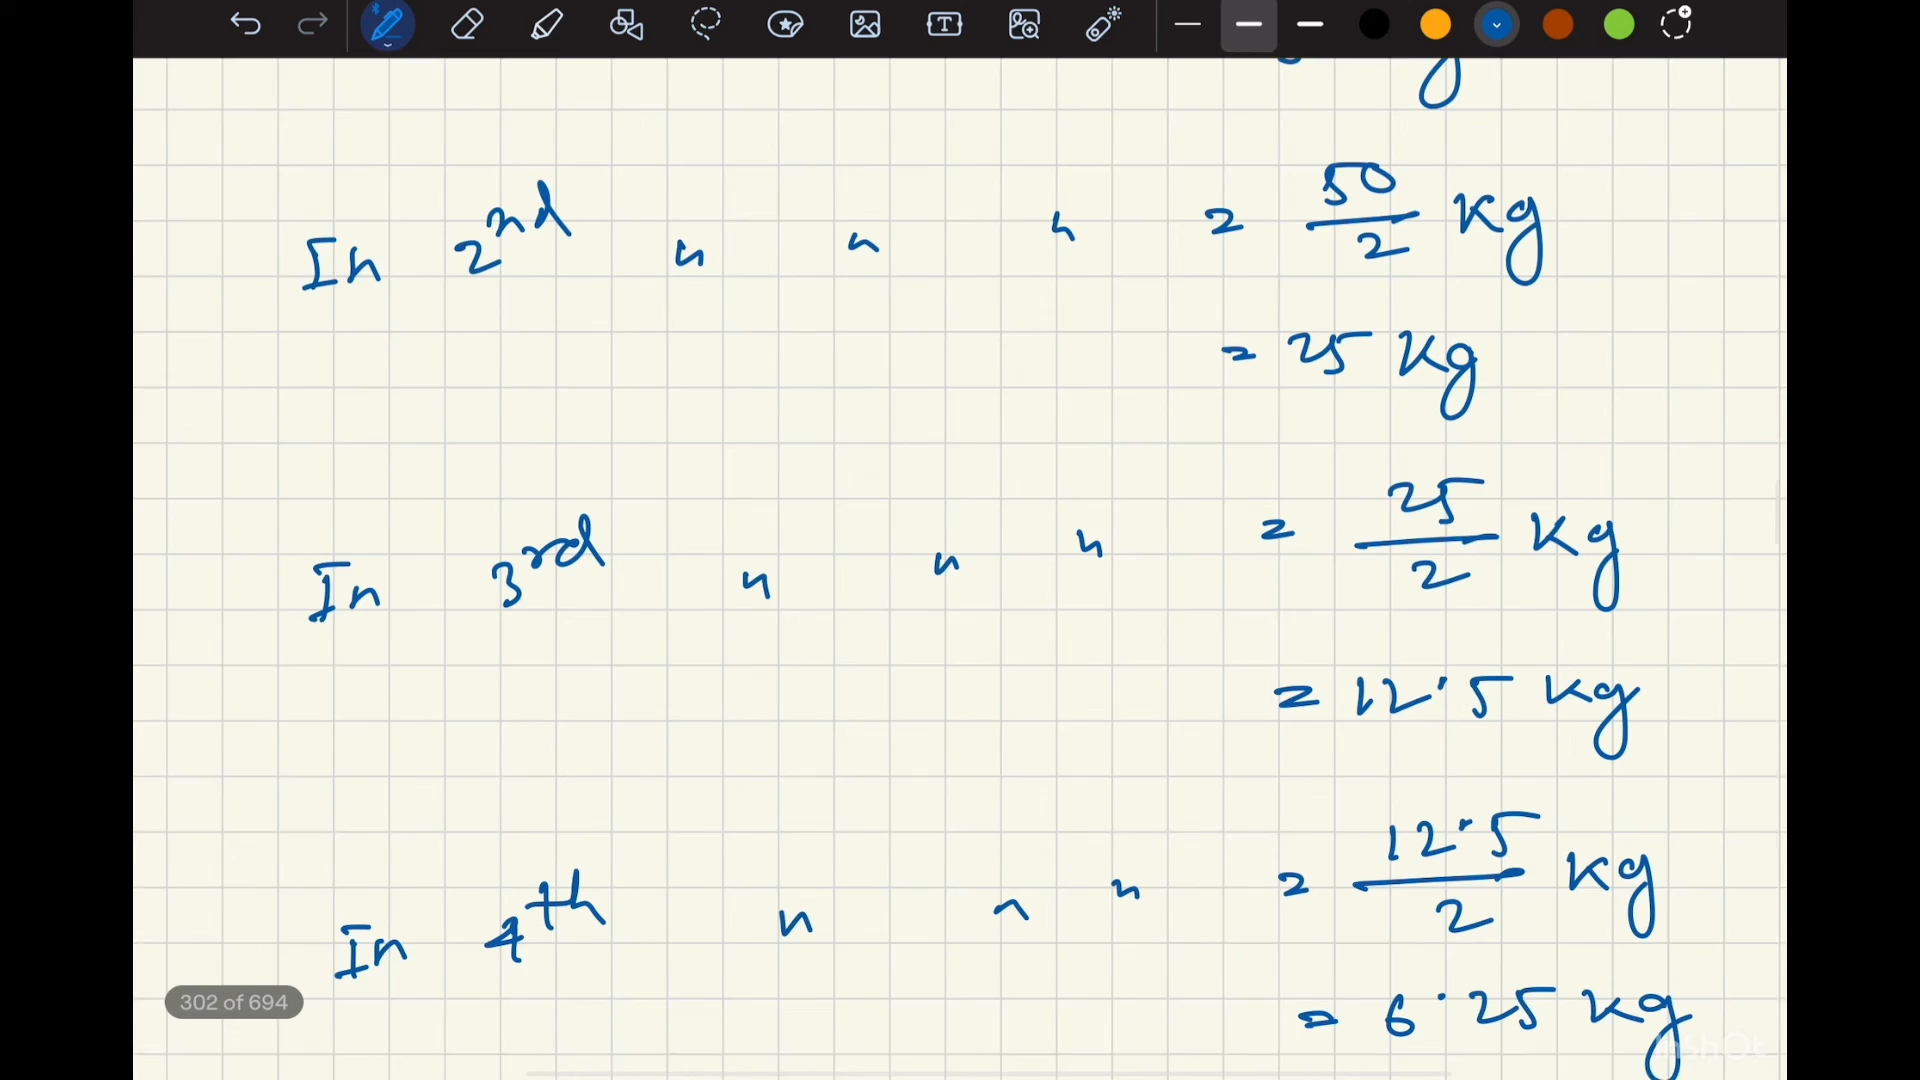 In 2nd " " " = 50/2 kg
= 25 kg
In 3rd " " " = 25/2 kg
= 12.5 kg
In 4th " " " = 12.5/2 kg
= 6.25 kg
302 of 694
InShOt